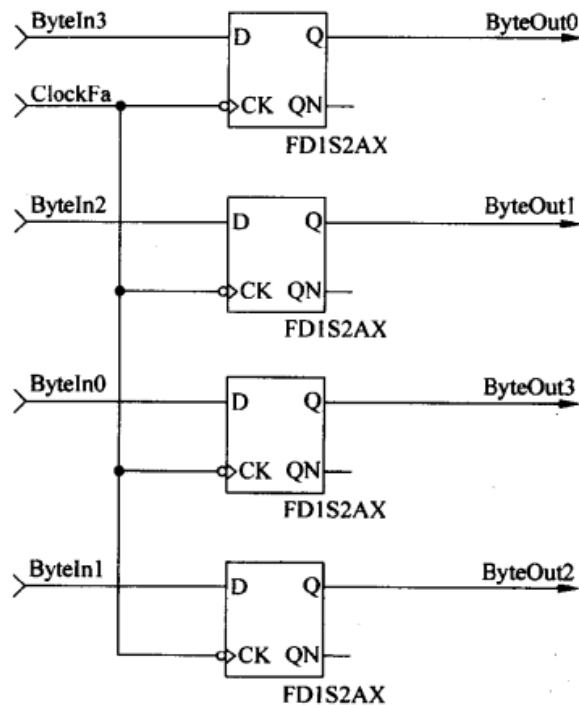 ByteIn3 D Q ByteOut0
ClockFa CK QN
FD1S2AX
ByteIn2 D Q ByteOut1
CK QN
FD1S2AX
ByteIn0 D Q ByteOut3
CK QN
FD1S2AX
ByteIn1 D Q ByteOut2
CK QN
FD1S2AX